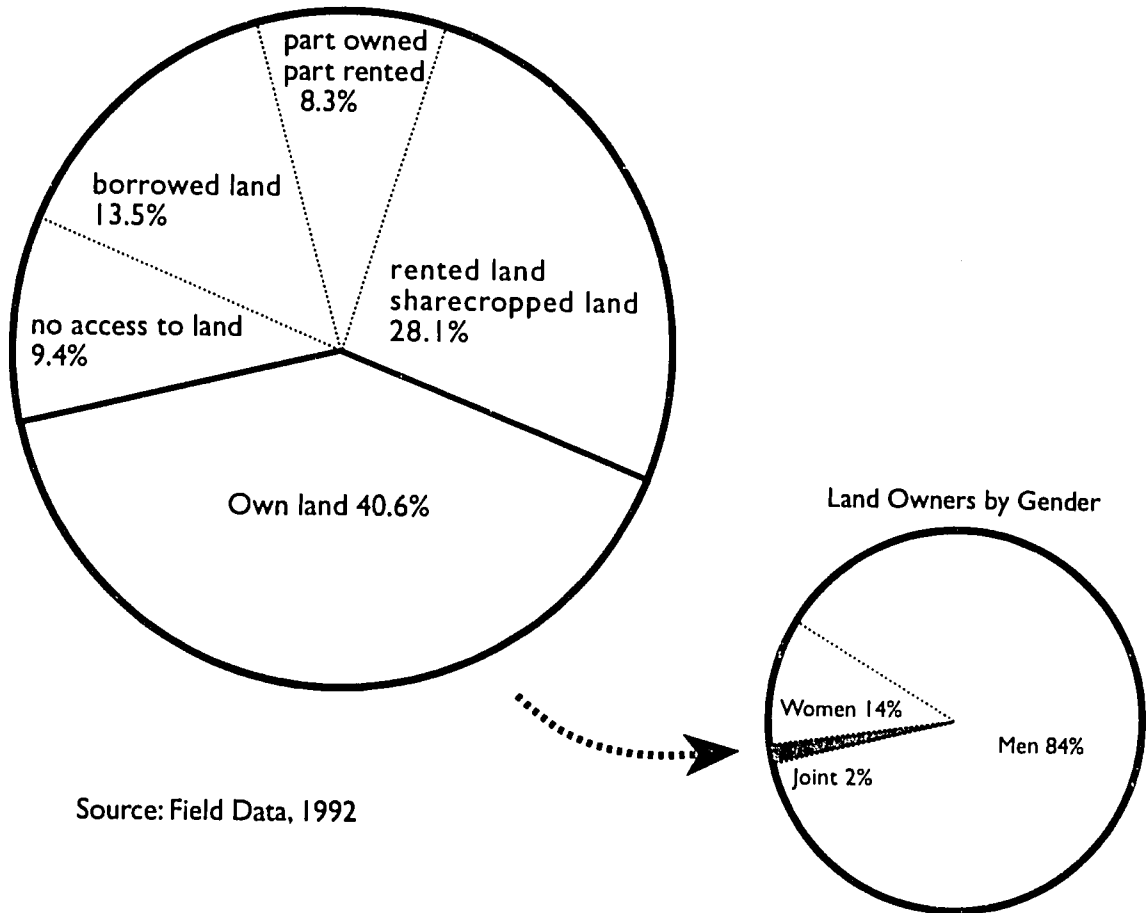 part owned
part rented
8.3%
borrowed land
13.5%
rented land
sharecropped land
28.1%
no access to land
9.4%
Own land 40.6%
Land Owners by Gender
Women 14%
Men 84%
Joint 2%
Source: Field Data, 1992